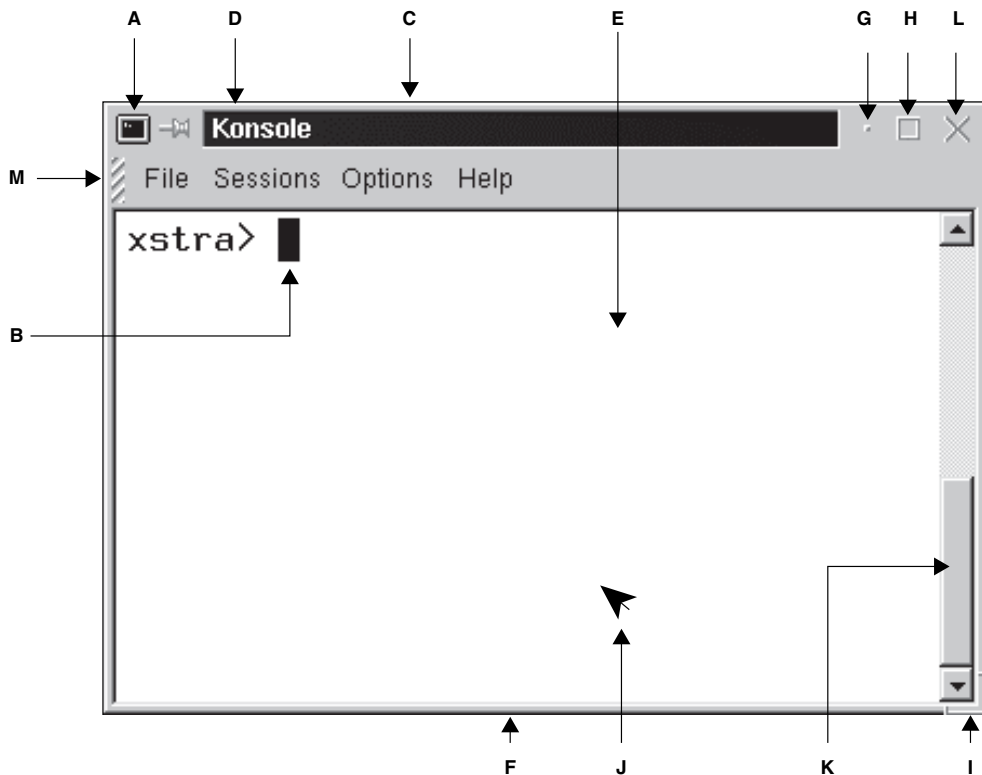 A D C E G H L
Konsole
M
File Sessions Options Help
xstra>
B
F J K I